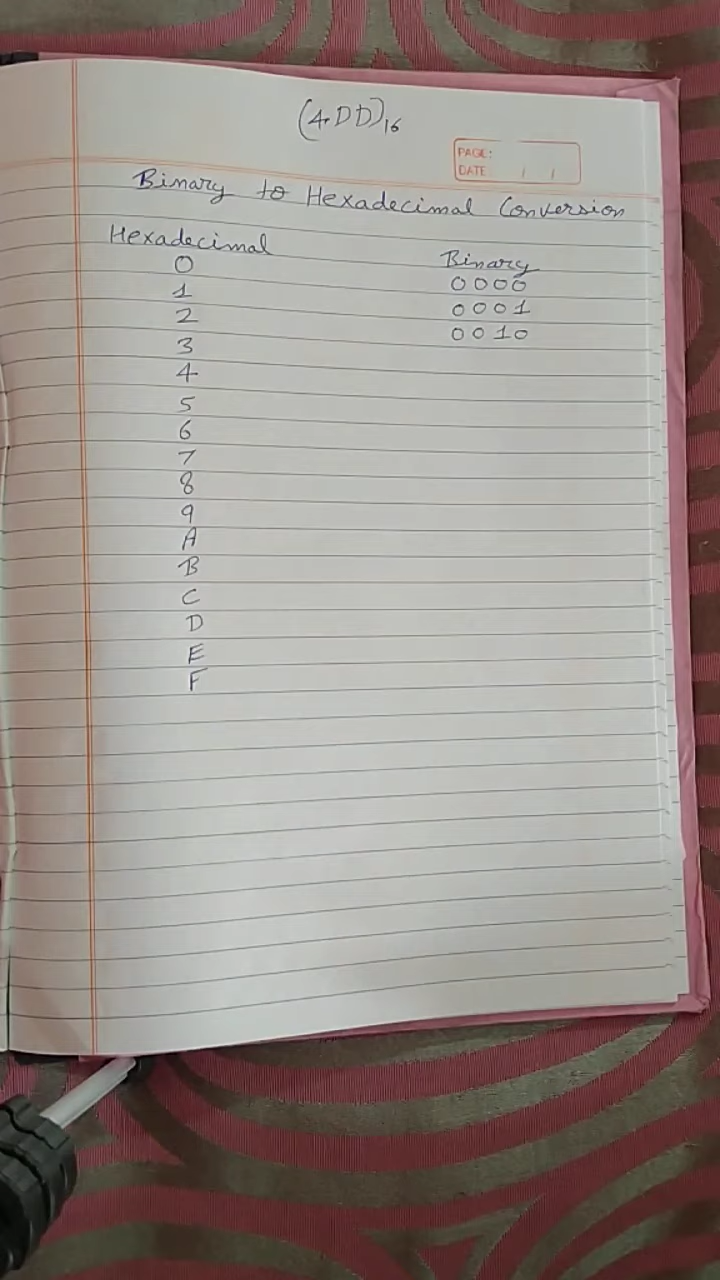 (4DD)16
PAGE:
DATE / /
Binary to Hexadecimal Conversion
Hexadecimal Binary
0 0000
1 0001
2 0010
3
4
5
6
7
8
9
A
B
C
D
E
F